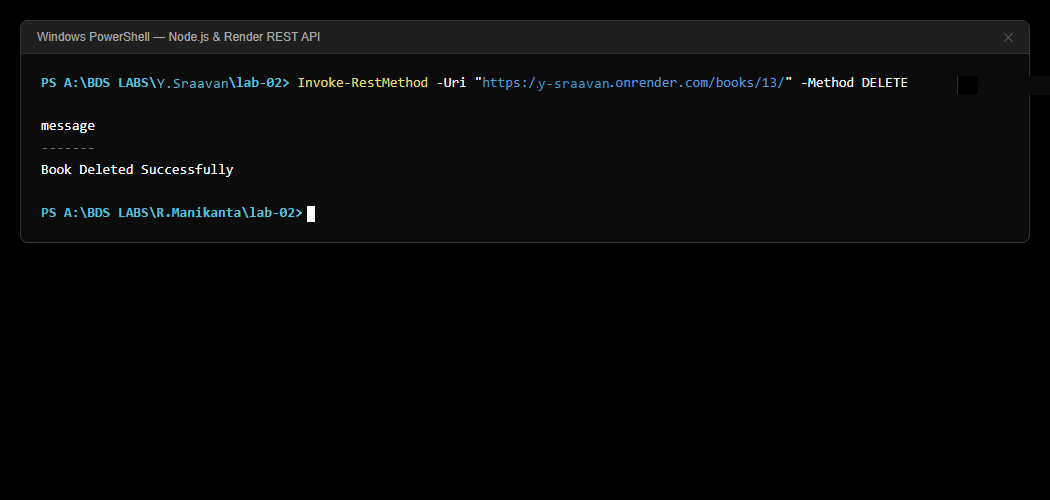 Windows PowerShell — Node.js & Render REST API
PS A:\BDS LABS\Y.Sraavan\lab-02> Invoke-RestMethod -Uri "https:/.y-sraavan.onrender.com/books/13/" -Method DELETE
message
-------
Book Deleted Successfully
PS A:\BDS LABS\R.Manikanta\lab-02>